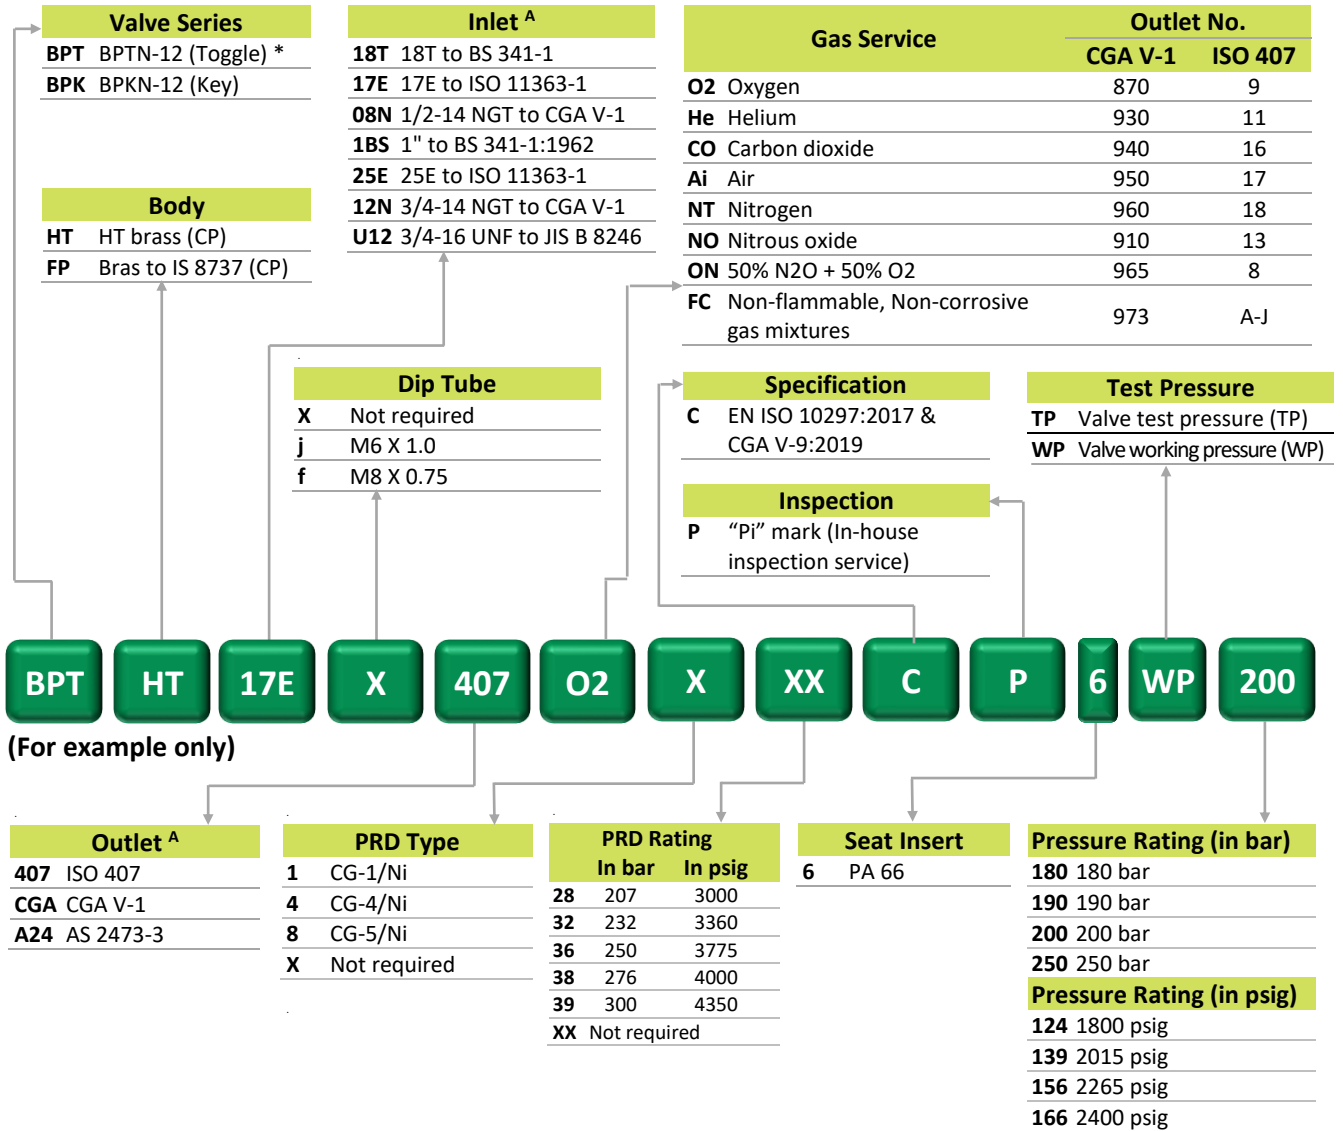 Valve Series
BPT BPTN-12 (Toggle) *
BPK BPKN-12 (Key)
Body
HT HT brass (CP)
FP Bras to IS 8737 (CP)
Inlet A
18T 18T to BS 341-1
17E 17E to ISO 11363-1
08N 1/2-14 NGT to CGA V-1
1BS 1" to BS 341-1:1962
25E 25E to ISO 11363-1
12N 3/4-14 NGT to CGA V-1
U12 3/4-16 UNF to JIS B 8246
Gas Service Outlet No.
CGA V-1 ISO 407
O2 Oxygen 870 9
He Helium 930 11
CO Carbon dioxide 940 16
Ai Air 950 17
NT Nitrogen 960 18
NO Nitrous oxide 910 13
ON 50% N2O + 50% O2 965 8
FC Non-flammable, Non-corrosive
gas mixtures 973 A-J
Dip Tube
X Not required
j M6 X 1.0
f M8 X 0.75
Specification
C EN ISO 10297:2017 &
CGA V-9:2019
Inspection
P “Pi” mark (In-house
inspection service)
Test Pressure
TP Valve test pressure (TP)
WP Valve working pressure (WP)
BPT HT 17E X 407 O2 X XX C P 6 WP 200
(For example only)
Outlet A
407 ISO 407
CGA CGA V-1
A24 AS 2473-3
PRD Type
1 CG-1/Ni
4 CG-4/Ni
8 CG-5/Ni
X Not required
PRD Rating
In bar In psig
28 207 3000
32 232 3360
36 250 3775
38 276 4000
39 300 4350
XX Not required
Seat Insert
6 PA 66
Pressure Rating (in bar)
180 180 bar
190 190 bar
200 200 bar
250 250 bar
Pressure Rating (in psig)
124 1800 psig
139 2015 psig
156 2265 psig
166 2400 psig